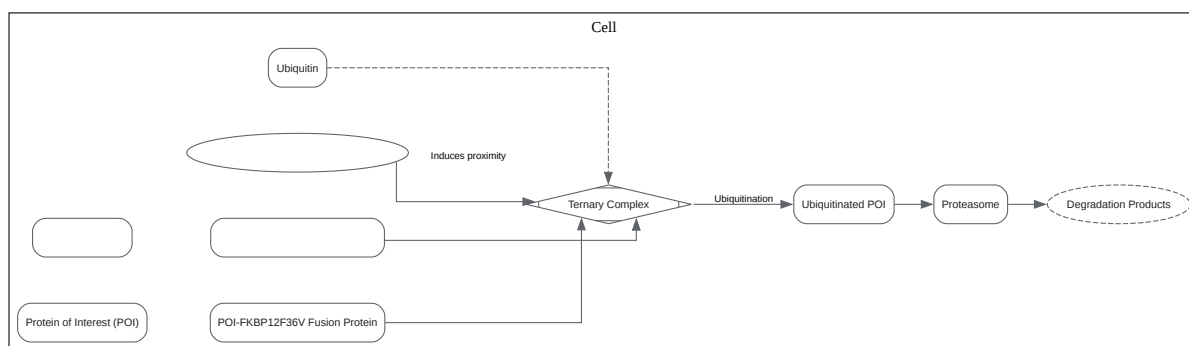 Cell
Ubiquitin
Induces proximity
Ternary Complex
Ubiquitination
Ubiquitinated POI
Proteasome
Degradation Products
Protein of Interest (POI)
POI-FKBP12F36V Fusion Protein